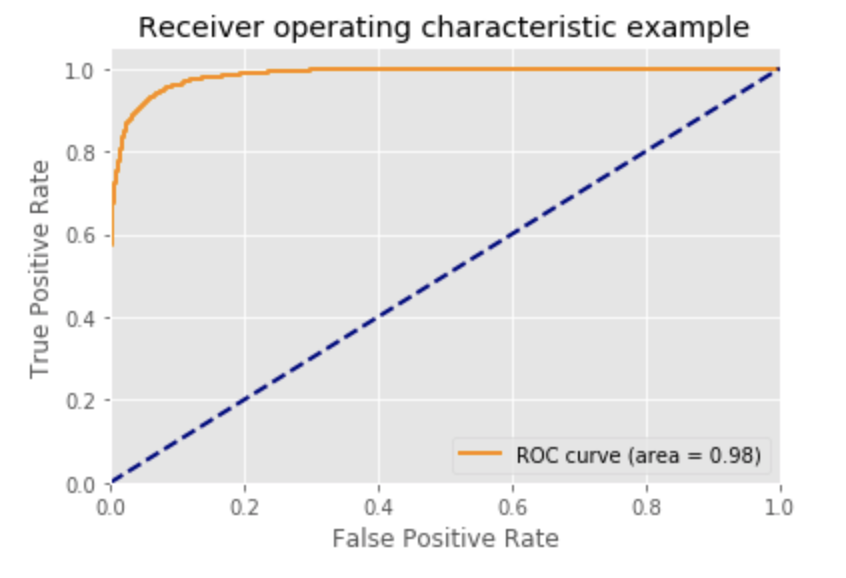 Receiver operating characteristic example
True Positive Rate
1.0
0.8
0.6
0.4
0.2
0.0
0.0 0.2 0.4 0.6 0.8 1.0
False Positive Rate
ROC curve (area = 0.98)